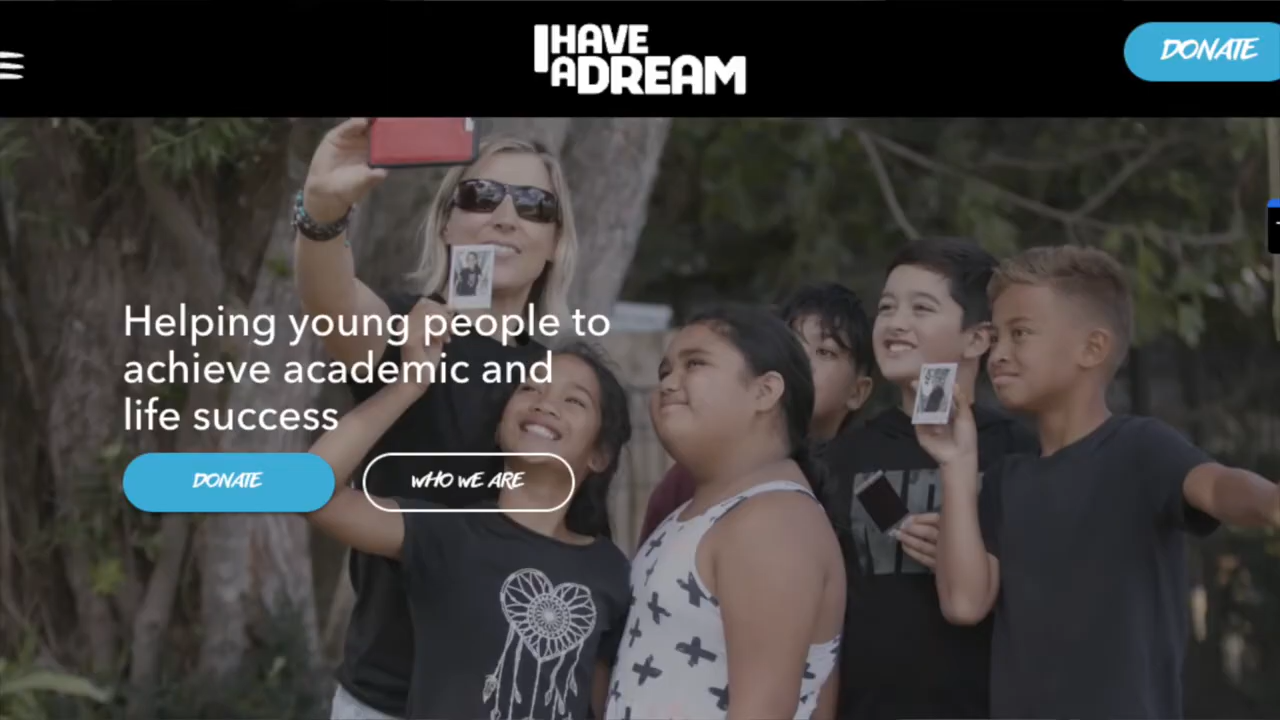 I HAVE
A DREAM
DONATE
Helping young people to
achieve academic and
life success
DONATE
WHO WE ARE